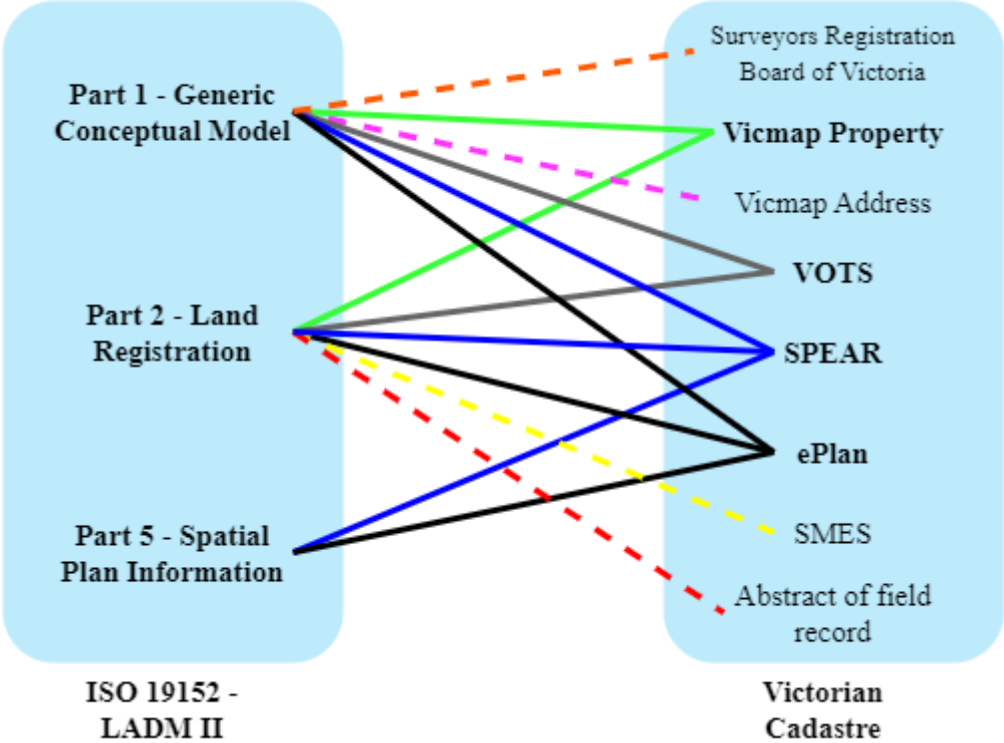 Part 1 - Generic
Conceptual Model
Part 2 - Land
Registration
Part 5 - Spatial
Plan Information
ISO 19152 -
LADM II
Surveyors Registration
Board of Victoria
Vicmap Property
Vicmap Address
VOTS
SPEAR
ePlan
SMES
Abstract of field
record
Victorian
Cadastre